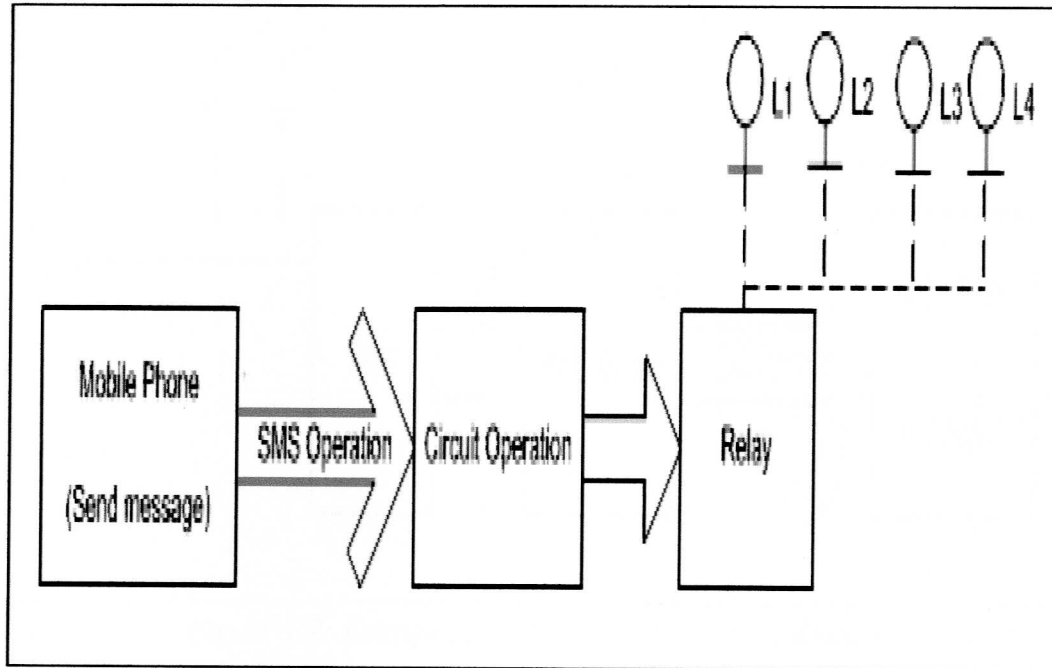 L1 L2 L3 L4
Mobile Phone
(Send message)
SMS Operation
Circuit Operation
Relay